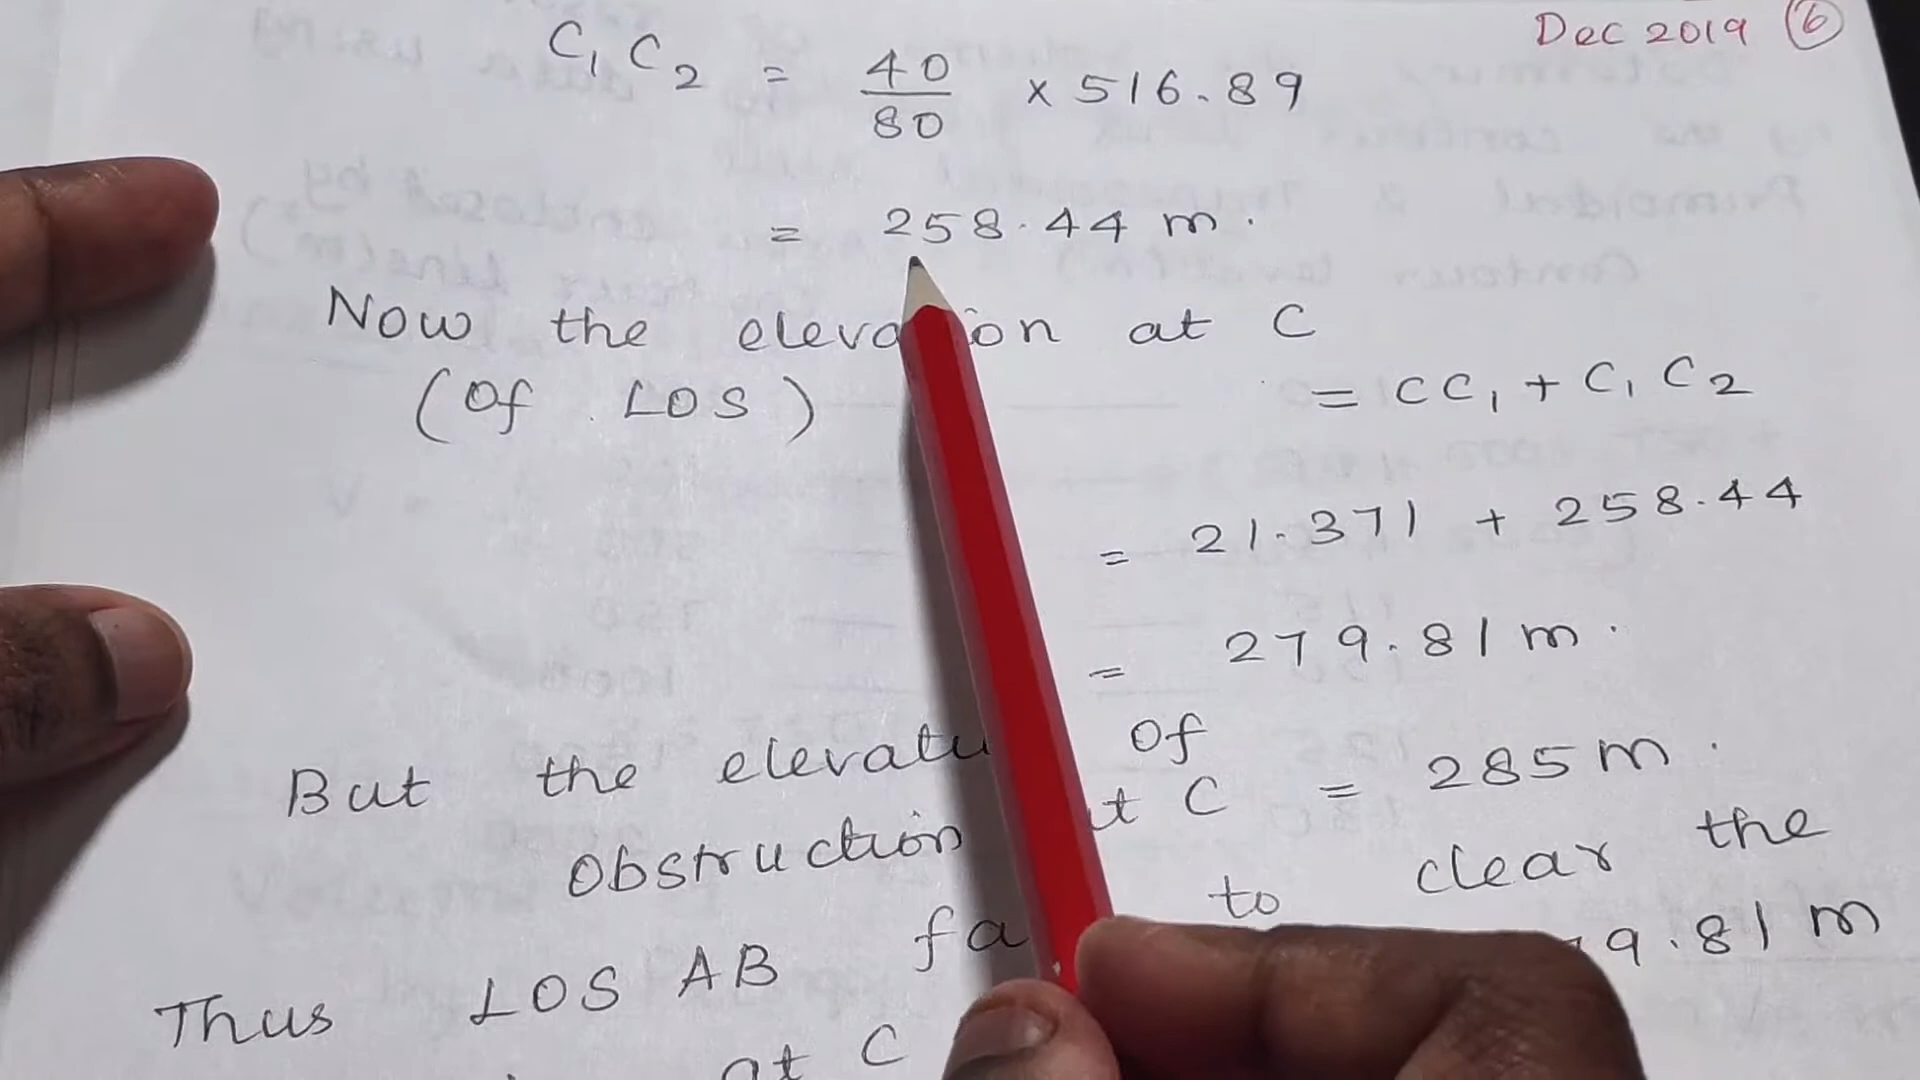 Dec 2019 6
C₁C₂ = 40/80 × 516.89
= 258.44 m.
Now the elevation at C
(Of LOS) = CC₁ + C₁C₂
= 21.371 + 258.44
= 279.81 m.
But the of
obstruction at C = 285 m.
Thus LOS AB to clear the
at C 9.81 m